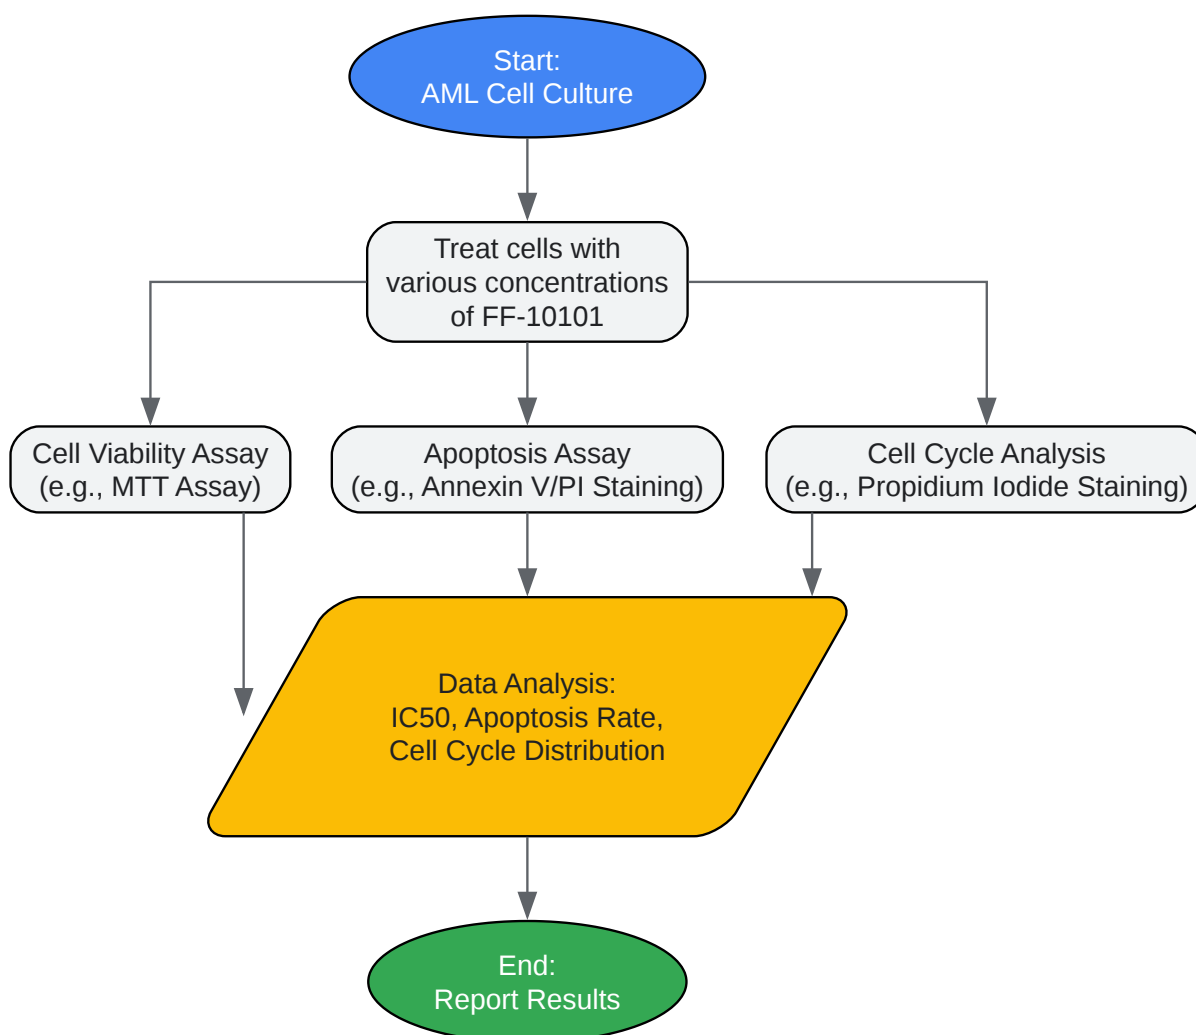 Start:
AML Cell Culture
Treat cells with
various concentrations
of FF-10101
Cell Viability Assay
(e.g., MTT Assay)
Apoptosis Assay
(e.g., Annexin V/PI Staining)
Cell Cycle Analysis
(e.g., Propidium Iodide Staining)
Data Analysis:
IC50, Apoptosis Rate,
Cell Cycle Distribution
End:
Report Results